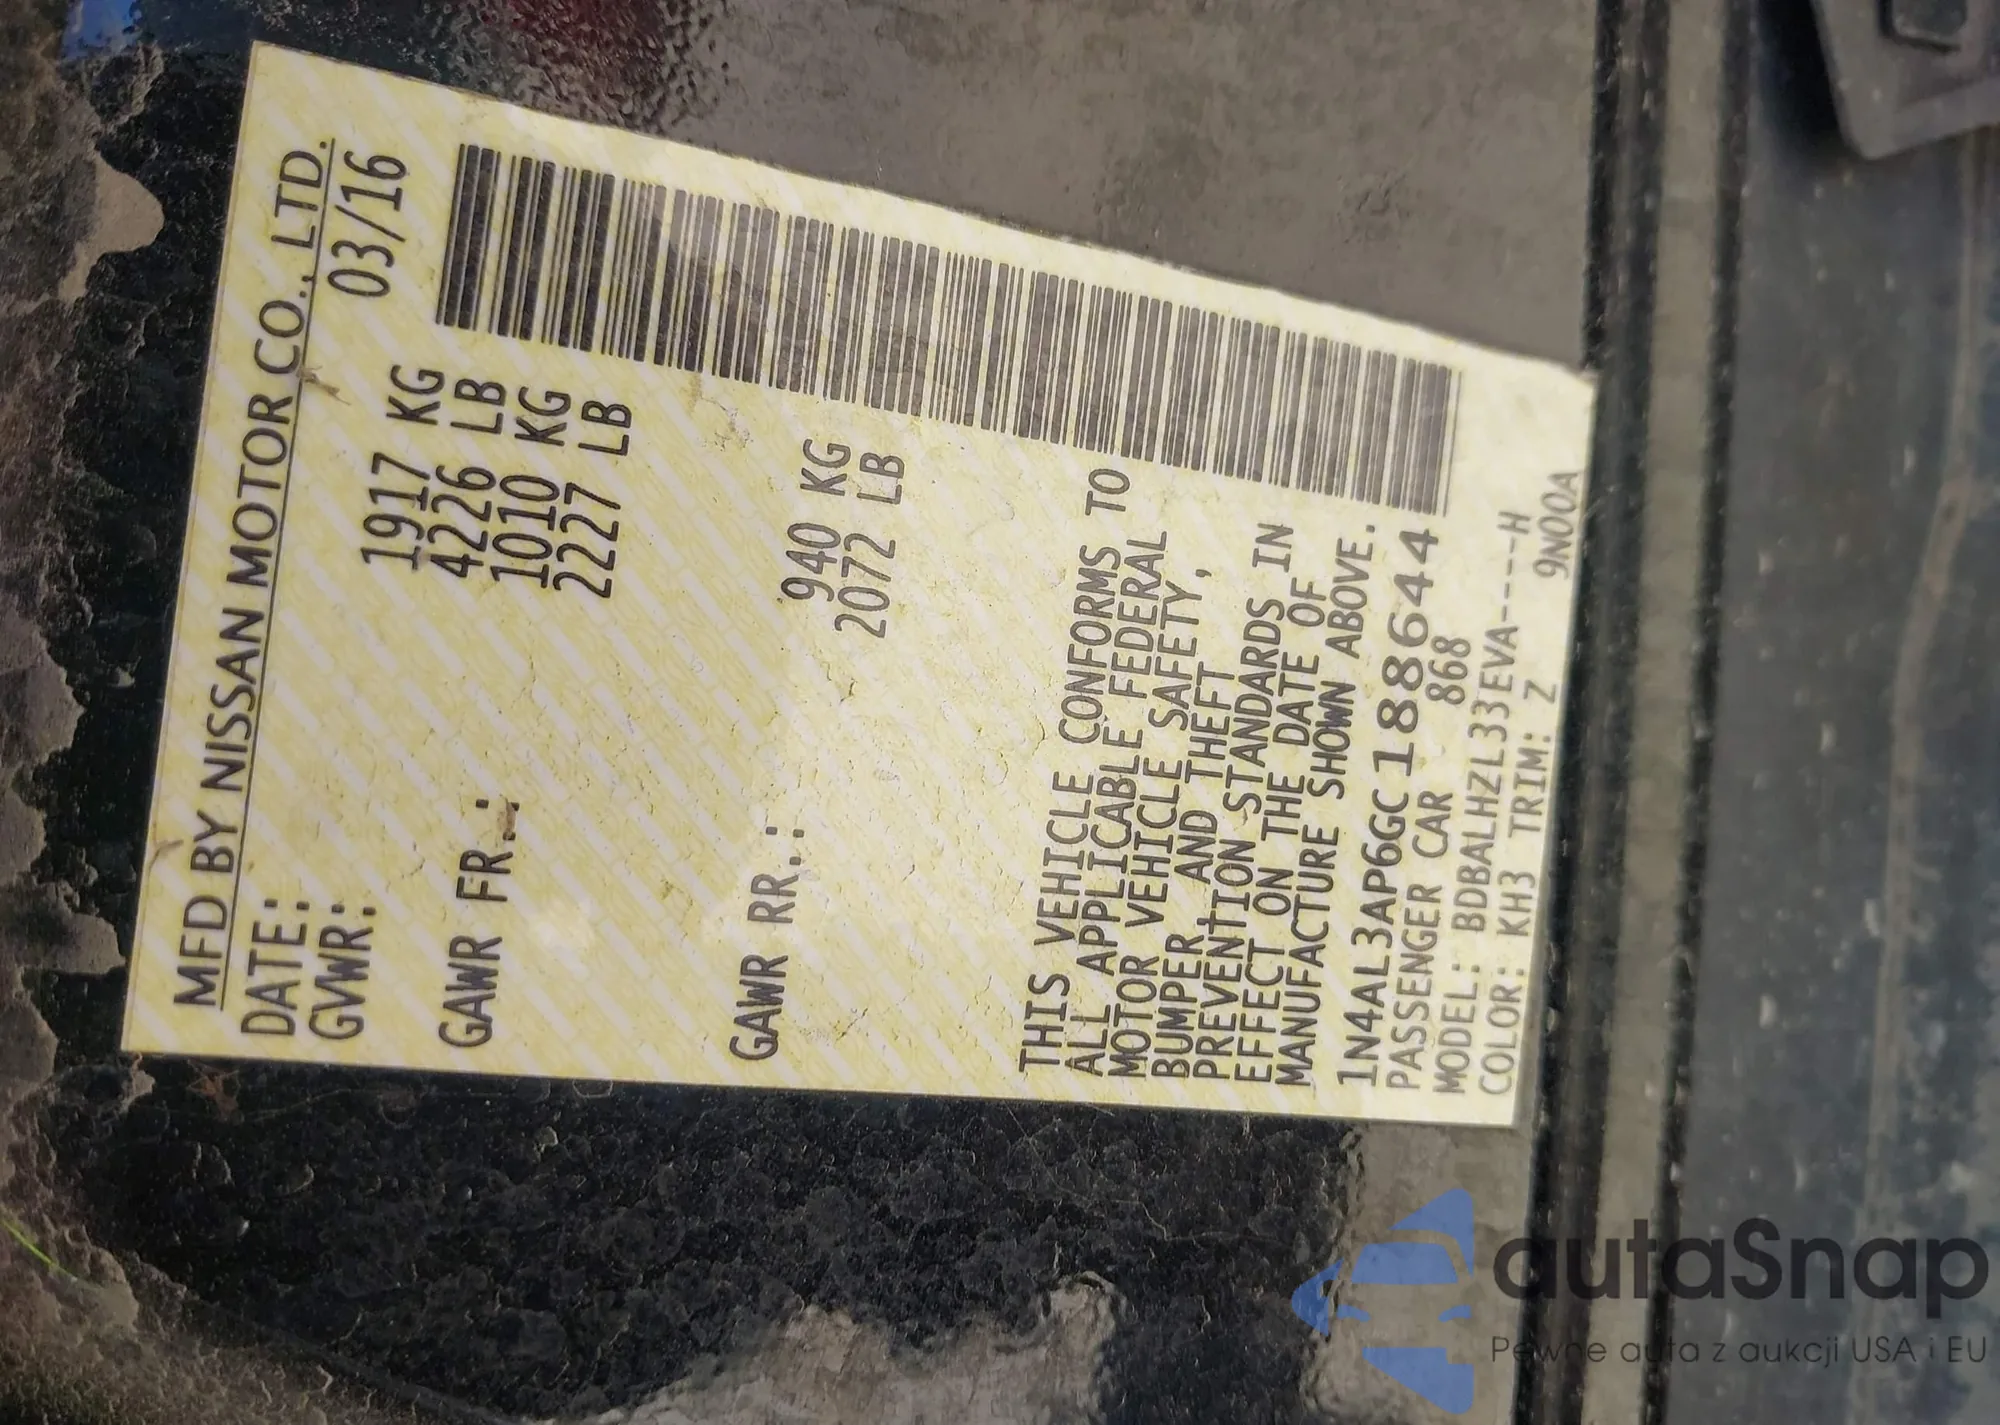 MFD BY NISSAN MOTOR CO., LTD.
DATE: 03/16
GVWR: 1917 KG
4226 LB
GAWR FR.: 1010 KG
2227 LB
GAWR RR.: 940 KG
2072 LB
THIS VEHICLE CONFORMS TO
ALL APPLICABLE FEDERAL
MOTOR VEHICLE SAFETY,
BUMPER AND THEFT
PREVENTION STANDARDS IN
EFFECT ON THE DATE OF
MANUFACTURE SHOWN ABOVE.
1N4AL3AP6GC188644
PASSENGER CAR 868
MODEL: BDBALHZL33EVA----H
COLOR: KH3 TRIM: Z 9N00A
autaSnap
Pewne auta z aukcji USA i EU